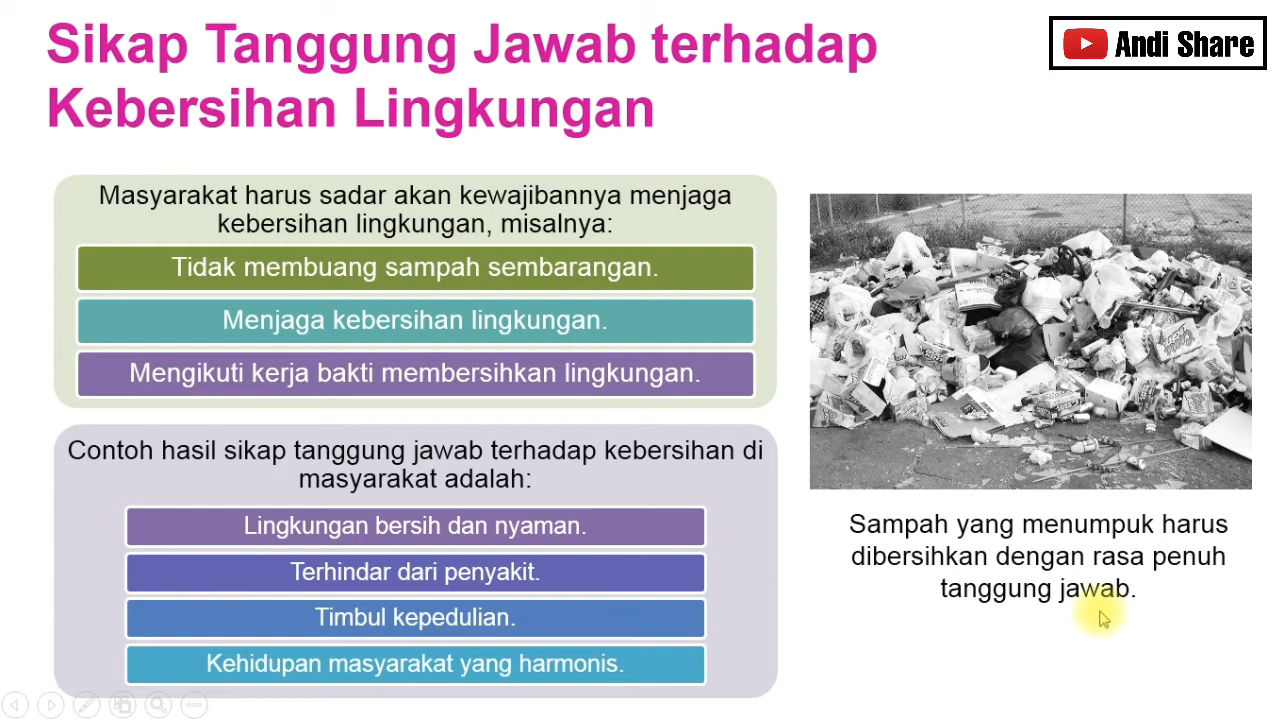 Sikap Tanggung Jawab terhadap
Kebersihan Lingkungan
Andi Share
Masyarakat harus sadar akan kewajibannya menjaga
kebersihan lingkungan, misalnya:
Tidak membuang sampah sembarangan.
Menjaga kebersihan lingkungan.
Mengikuti kerja bakti membersihkan lingkungan.
Contoh hasil sikap tanggung jawab terhadap kebersihan di
masyarakat adalah:
Lingkungan bersih dan nyaman.
Terhindar dari penyakit.
Timbul kepedulian.
Kehidupan masyarakat yang harmonis.
Sampah yang menumpuk harus
dibersihkan dengan rasa penuh
tanggung jawab.